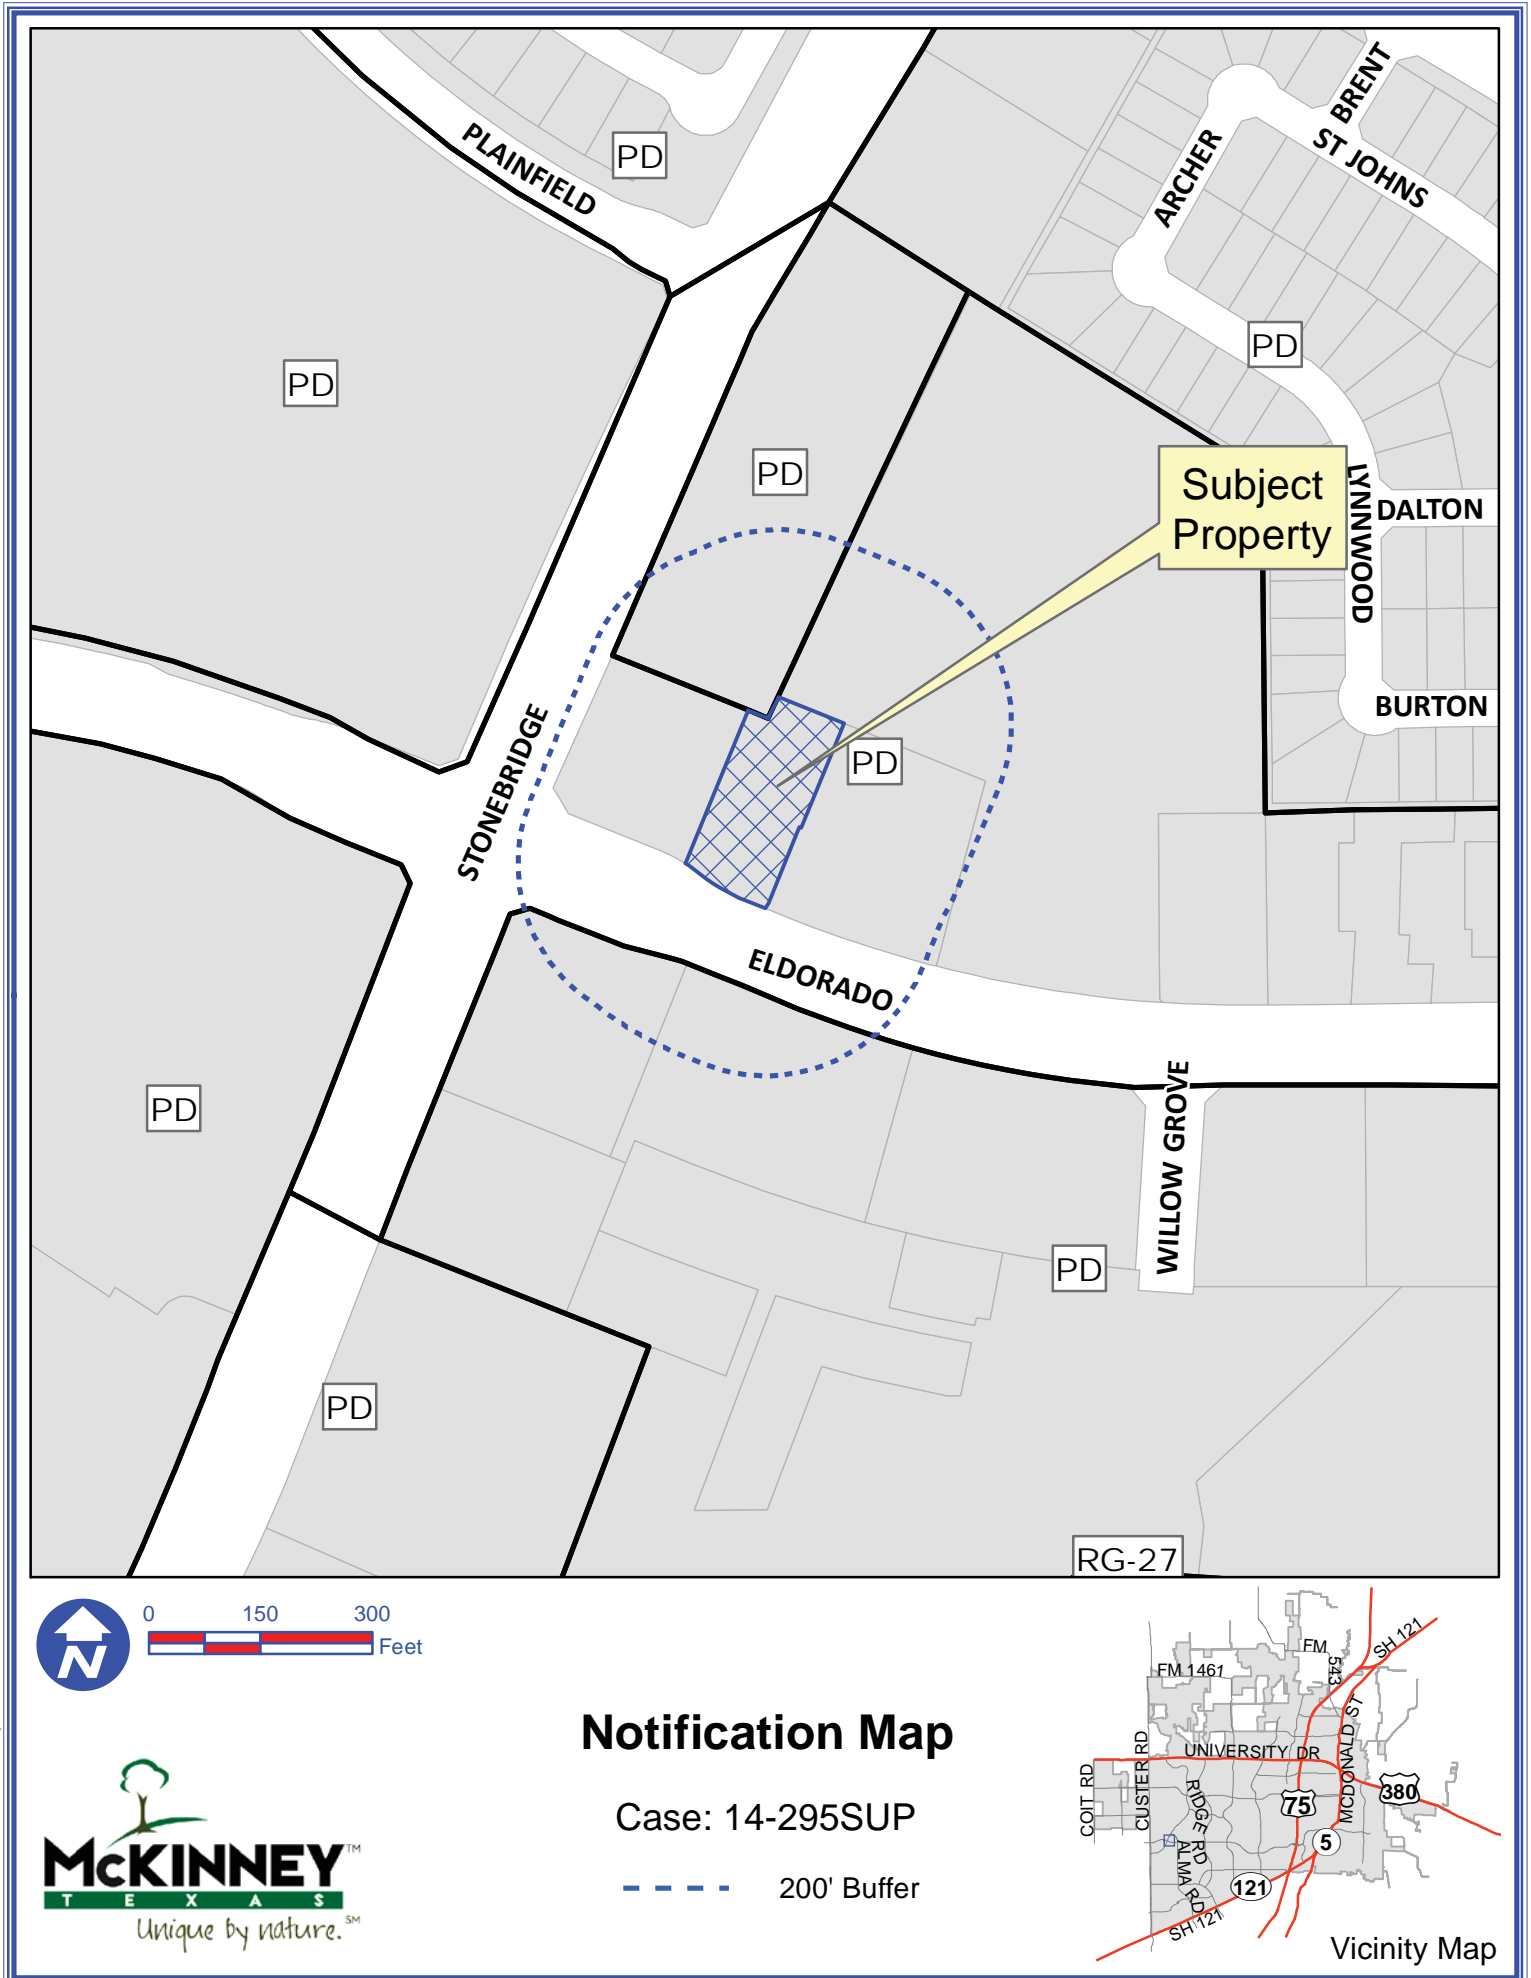 BRENT
PLAINFIELD
PD
ARCHER
ST JOHNS
PD
PD
PD
Subject
Property
LYNNWOOD
DALTON
STONEBRIDGE
PD
BURTON
ELDORADO
PD
WILLOW GROVE
PD
PD
RG-27
N
0 150 300
Feet
Notification Map
Case: 14-295SUP
200' Buffer
McKINNEY™
TEXAS
Unique by nature.℠
FM 543
SH 121
FM 1461
MCDONALD ST
UNIVERSITY DR
COIT RD
CUSTER RD
RIDGE RD
75
380
5
ALMA RD
121
SH 121
Vicinity Map